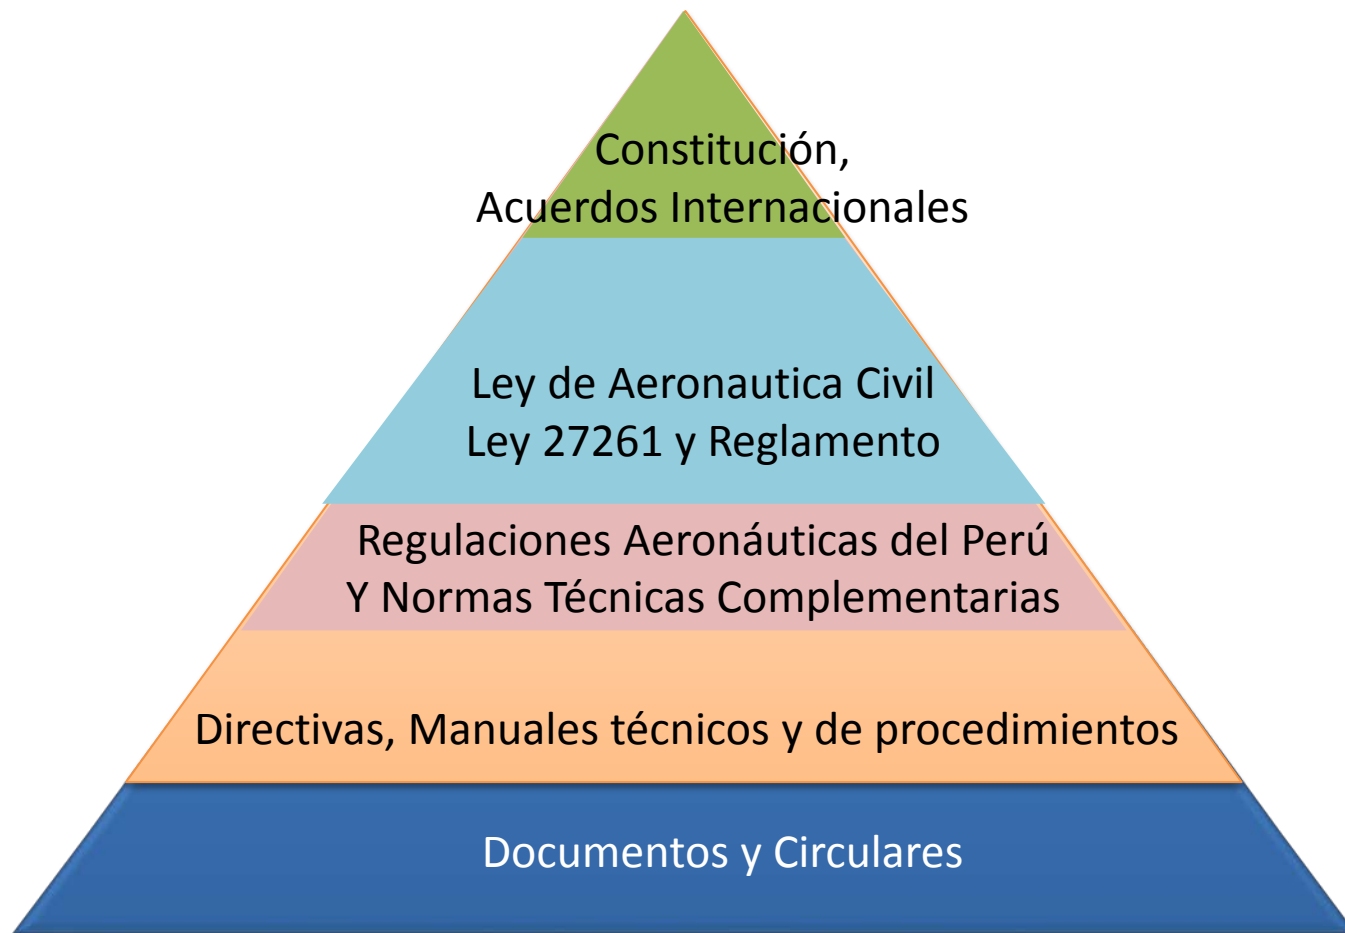 Constitución,
Acuerdos Internacionales
Ley de Aeronautica Civil
Ley 27261 y Reglamento
Regulaciones Aeronáuticas del Perú
Y Normas Técnicas Complementarias
Directivas, Manuales técnicos y de procedimientos
Documentos y Circulares